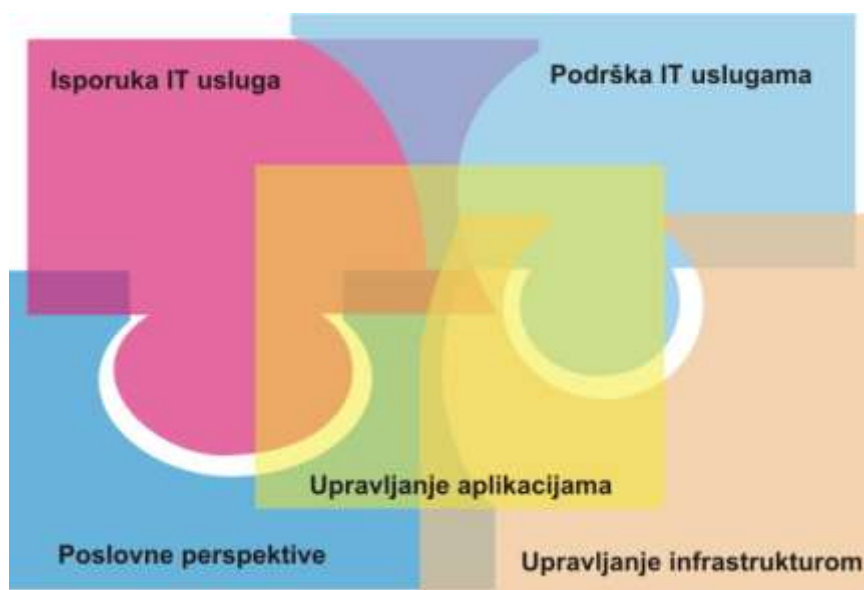 Isporuka IT usluga
Podrška IT uslugama
Upravljanje aplikacijama
Poslovne perspektive
Upravljanje infrastrukturom